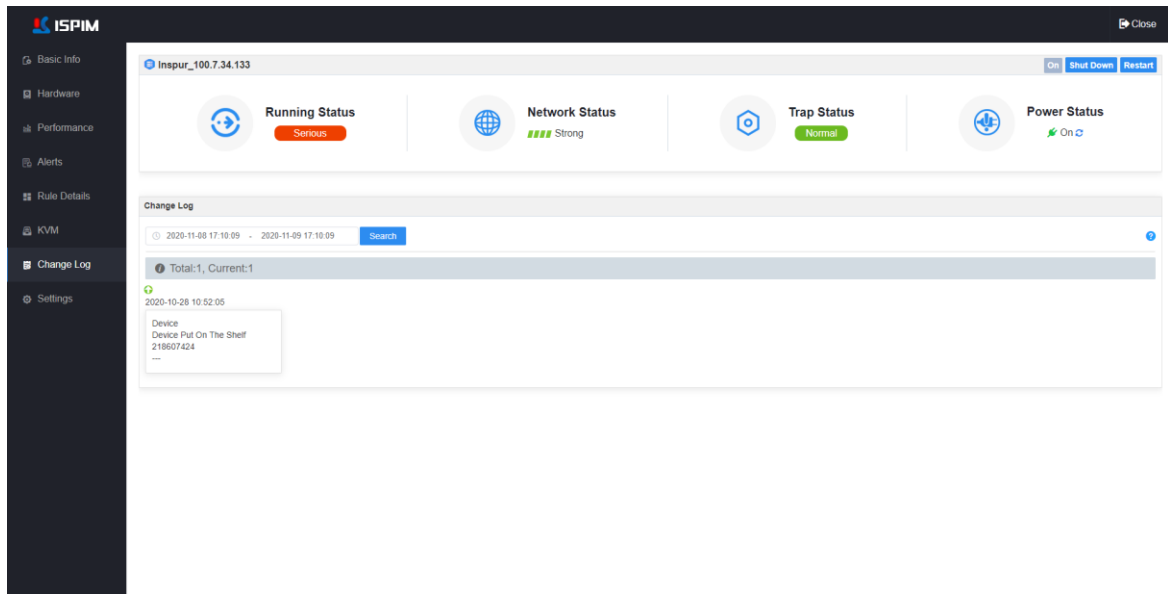 ISPIM
Close
Basic Info
Hardware
Performance
Alerts
Rule Details
KVM
Change Log
Settings
Inspur_100.7.34.133
On Shut Down Restart
Running Status
Serious
Network Status
Strong
Trap Status
Normal
Power Status
On
Change Log
2020-11-08 17:10:09 - 2020-11-09 17:10:09 Search
Total:1, Current:1
2020-10-28 10:52:05
Device
Device Put On The Shelf
218607424
---